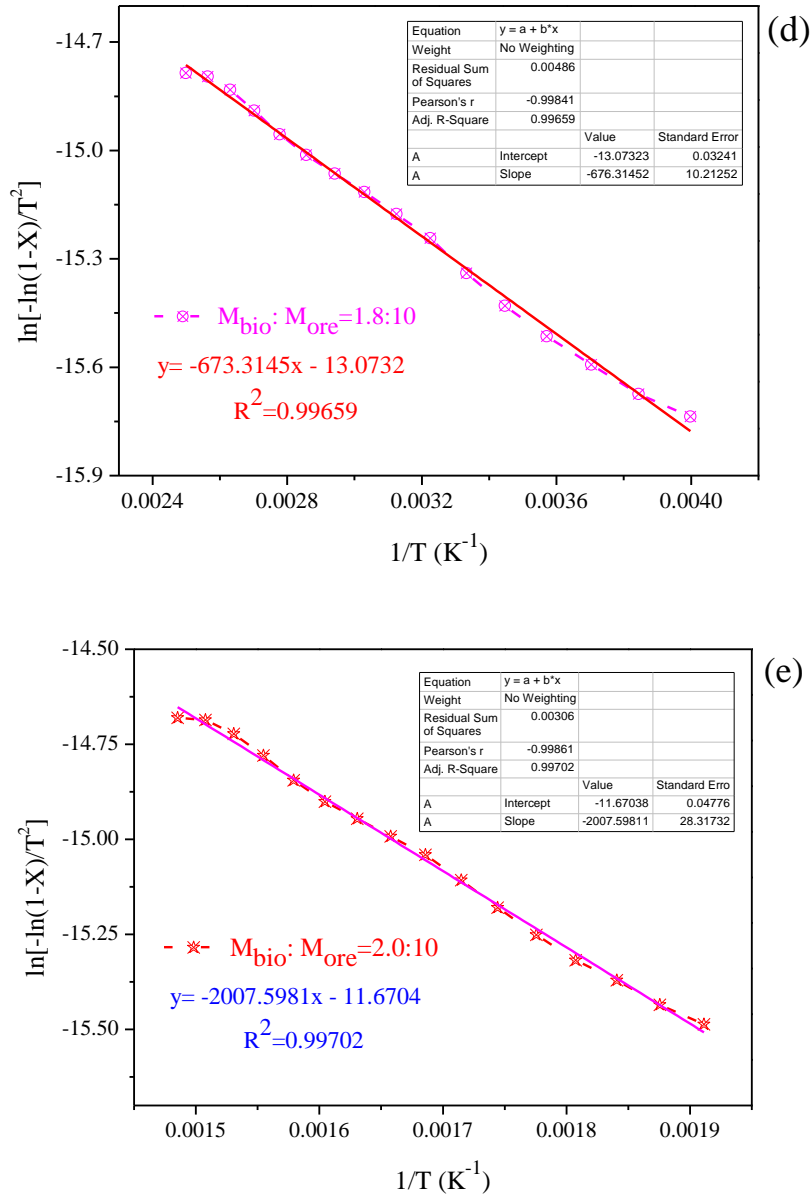 (d)
Equation y = a + b*x
Weight No Weighting
Residual Sum of Squares 0.00486
Pearson's r -0.99841
Adj. R-Square 0.99659
Value Standard Error
A Intercept -13.07323 0.03241
A Slope -676.31452 10.21252
-14.7
-15.0
-15.3
-15.6
-15.9
ln[-ln(1-X)/T²]
M_bio: M_ore=1.8:10
y= -673.3145x - 13.0732
R²=0.99659
0.0024 0.0028 0.0032 0.0036 0.0040
1/T (K⁻¹)
(e)
Equation y = a + b*x
Weight No Weighting
Residual Sum of Squares 0.00306
Pearson's r -0.99861
Adj. R-Square 0.99702
Value Standard Erro
A Intercept -11.67038 0.04776
A Slope -2007.59811 28.31732
-14.50
-14.75
-15.00
-15.25
-15.50
ln[-ln(1-X)/T²]
M_bio: M_ore=2.0:10
y= -2007.5981x - 11.6704
R²=0.99702
0.0015 0.0016 0.0017 0.0018 0.0019
1/T (K⁻¹)